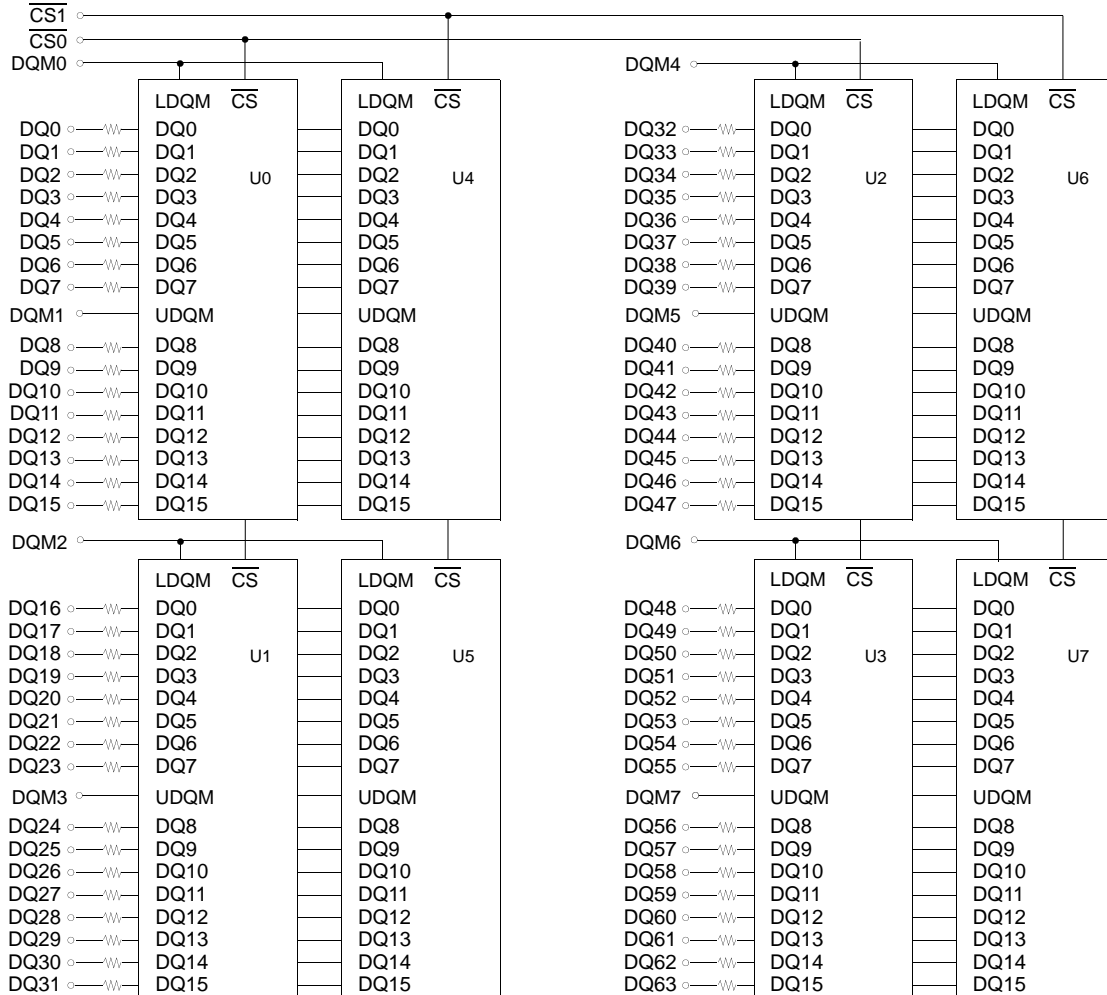 CS1
CS0
DQM0 DQM4
LDQM CS LDQM CS LDQM CS LDQM CS
DQ0 DQ0 DQ0 DQ32 DQ0 DQ0
DQ1 DQ1 DQ1 DQ33 DQ1 DQ1
DQ2 DQ2 U0 DQ2 U4 DQ34 DQ2 U2 DQ2 U6
DQ3 DQ3 DQ3 DQ35 DQ3 DQ3
DQ4 DQ4 DQ4 DQ36 DQ4 DQ4
DQ5 DQ5 DQ5 DQ37 DQ5 DQ5
DQ6 DQ6 DQ6 DQ38 DQ6 DQ6
DQ7 DQ7 DQ7 DQ39 DQ7 DQ7
DQM1 UDQM UDQM DQM5 UDQM UDQM
DQ8 DQ8 DQ8 DQ40 DQ8 DQ8
DQ9 DQ9 DQ9 DQ41 DQ9 DQ9
DQ10 DQ10 DQ10 DQ42 DQ10 DQ10
DQ11 DQ11 DQ11 DQ43 DQ11 DQ11
DQ12 DQ12 DQ12 DQ44 DQ12 DQ12
DQ13 DQ13 DQ13 DQ45 DQ13 DQ13
DQ14 DQ14 DQ14 DQ46 DQ14 DQ14
DQ15 DQ15 DQ15 DQ47 DQ15 DQ15
DQM2 DQM6
LDQM CS LDQM CS LDQM CS LDQM CS
DQ16 DQ0 DQ0 DQ48 DQ0 DQ0
DQ17 DQ1 DQ1 DQ49 DQ1 DQ1
DQ18 DQ2 U1 DQ2 U5 DQ50 DQ2 U3 DQ2 U7
DQ19 DQ3 DQ3 DQ51 DQ3 DQ3
DQ20 DQ4 DQ4 DQ52 DQ4 DQ4
DQ21 DQ5 DQ5 DQ53 DQ5 DQ5
DQ22 DQ6 DQ6 DQ54 DQ6 DQ6
DQ23 DQ7 DQ7 DQ55 DQ7 DQ7
DQM3 UDQM UDQM DQM7 UDQM UDQM
DQ24 DQ8 DQ8 DQ56 DQ8 DQ8
DQ25 DQ9 DQ9 DQ57 DQ9 DQ9
DQ26 DQ10 DQ10 DQ58 DQ10 DQ10
DQ27 DQ11 DQ11 DQ59 DQ11 DQ11
DQ28 DQ12 DQ12 DQ60 DQ12 DQ12
DQ29 DQ13 DQ13 DQ61 DQ13 DQ13
DQ30 DQ14 DQ14 DQ62 DQ14 DQ14
DQ31 DQ15 DQ15 DQ63 DQ15 DQ15